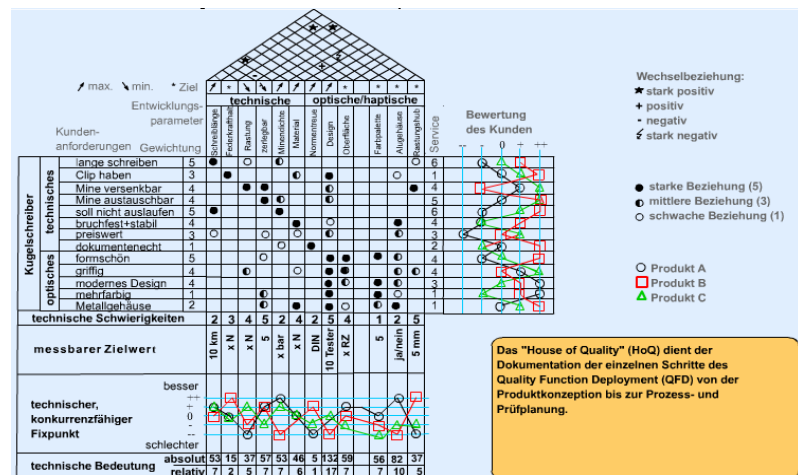 ↗ max. ↘ min. * Ziel
Wechselbeziehung:
★ stark positiv
+ positiv
- negativ
stark negativ
Entwicklungs-
parameter
technische
optische/haptische
Kunden-
anforderungen
Gewichtung
Schreiblänge
Federkrafthalt
Rastung
zerlegbar
Minendichte
Material
Normentreue
Design
Oberfläche
Farbpalette
Alugehäuse
Rastungshub
Service
Bewertung
des Kunden
-- - 0 + ++
Kugelschreiber
technisches
optisches
lange schreiben 5 6
Clip haben 3 1
Mine versenkbar 4 4
Mine austauschbar 4 5
soll nicht auslaufen 5 6
bruchfest+stabil 4 4
preiswert 3 3
dokumentenecht 1 2
formschön 5 4
griffig 4 4
modernes Design 4 3
mehrfarbig 1 1
Metallgehäuse 2 1
● starke Beziehung (5)
◐ mittlere Beziehung (3)
○ schwache Beziehung (1)
Produkt A
Produkt B
Produkt C
technische Schwierigkeiten 2 3 4 5 2 4 2 5 4 1 2 5
messbarer Zielwert
10 km
x N
x N
5
x bar
x N
DIN
10 Tester
x RZ
5
ja/nein
5 mm
Das "House of Quality" (HoQ) dient der
Dokumentation der einzelnen Schritte des
Quality Function Deployment (QFD) von der
Produktkonzeption bis zur Prozess- und
Prüfplanung.
besser
technischer,
konkurrenzfähiger
Fixpunkt
++
+
0
-
--
schlechter
technische Bedeutung
absolut 53 15 37 57 53 46 5 132 59 56 82 37
relativ 7 2 5 7 7 6 1 17 7 7 10 5